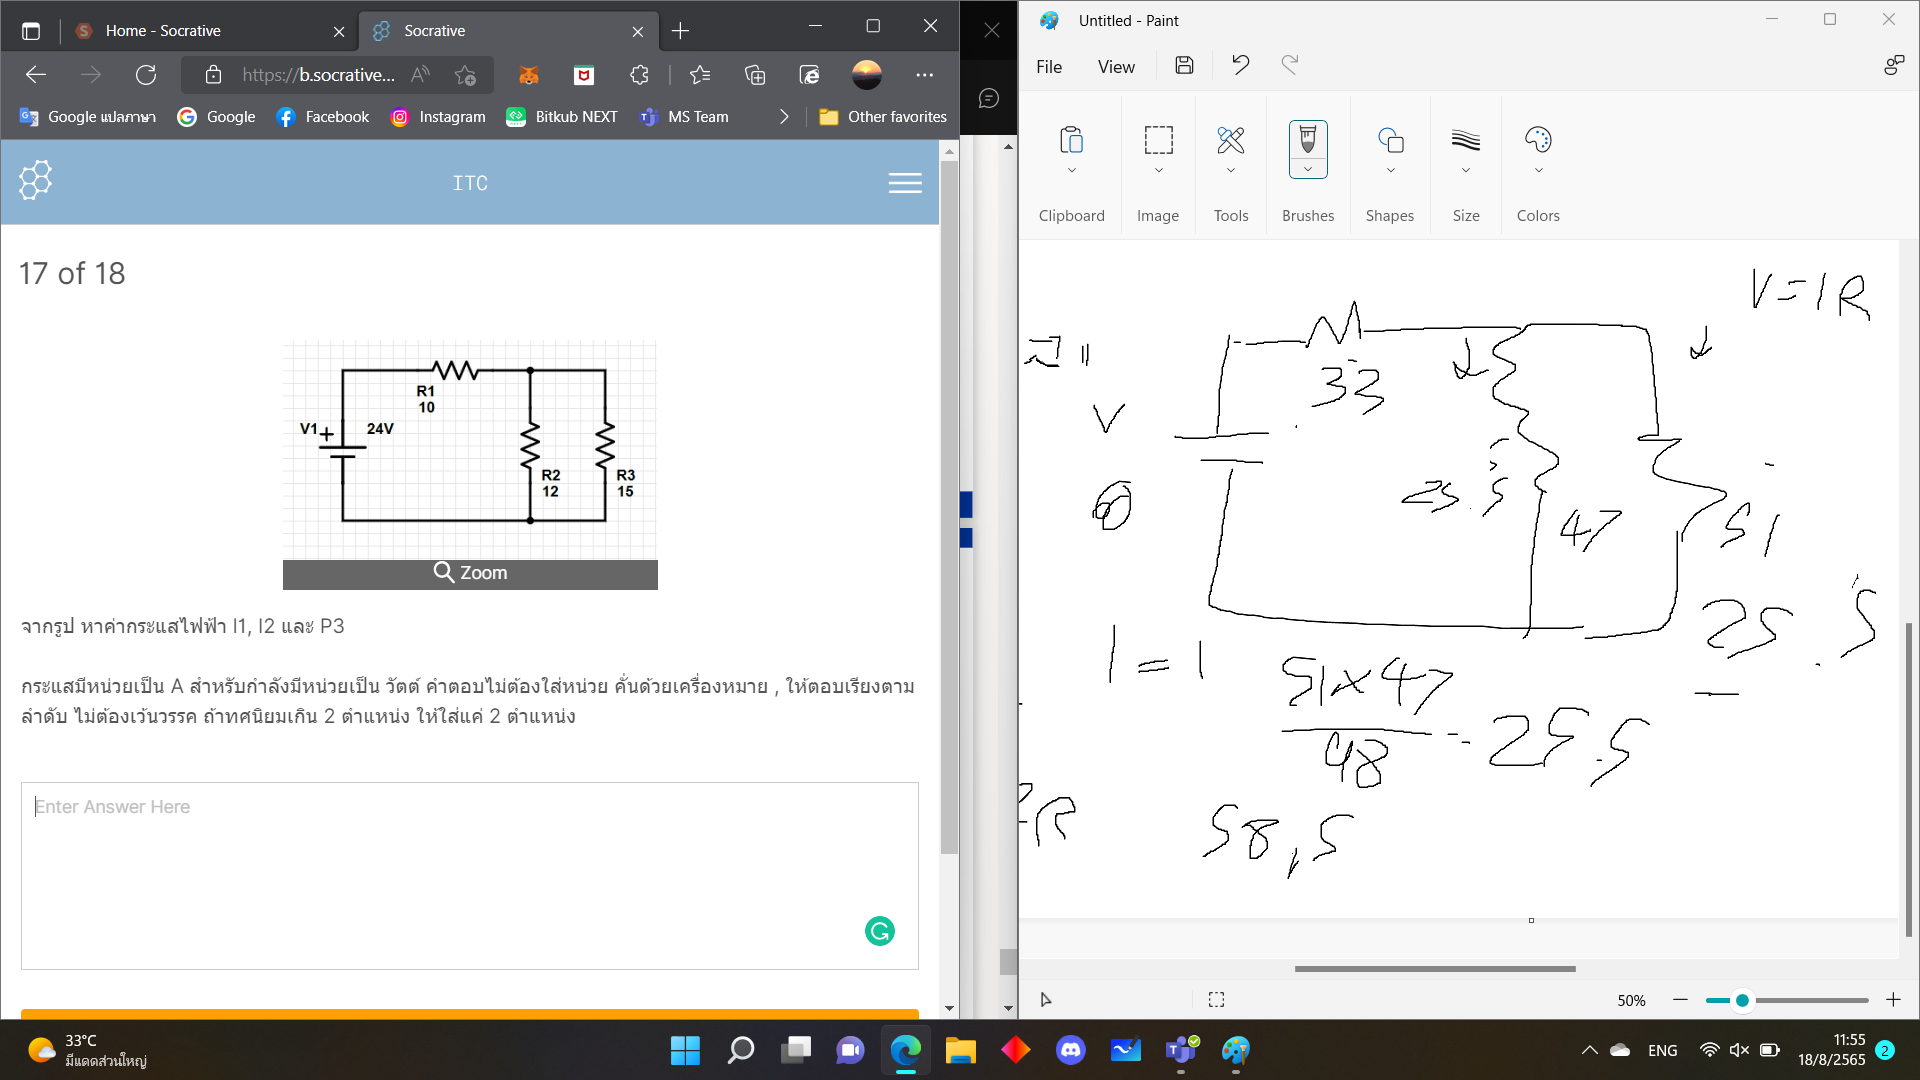 Home - Socrative
Socrative
https://b.socrative...
Google แปลภาษา
Google
Facebook
Instagram
Bitkub NEXT
MS Team
Other favorites
ITC
17 of 18
R1
10
V1
24V
R2
12
R3
15
Zoom
จากรูป หาค่ากระแสไฟฟ้า I1, I2 และ P3
กระแสมีหน่วยเป็น A สำหรับกำลังมีหน่วยเป็น วัตต์ คำตอบไม่ต้องใส่หน่วย คั่นด้วยเครื่องหมาย , ให้ตอบเรียงตาม
ลำดับ ไม่ต้องเว้นวรรค ถ้าทศนิยมเกิน 2 ตำแหน่ง ให้ใส่แค่ 2 ตำแหน่ง
Enter Answer Here
Untitled - Paint
File
View
Clipboard
Image
Tools
Brushes
Shapes
Size
Colors
V=IR
33
V
25.5
47
51
25.5
I = 1
51x47
48
= 25.5
R
58,5
50%
33°C
มีแดดส่วนใหญ่
ENG
11:55
18/8/2565
2